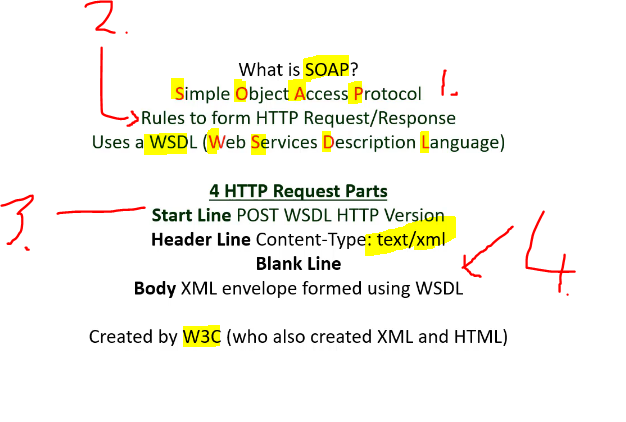 2.
What is SOAP?
Simple Object Access Protocol 1.
Rules to form HTTP Request/Response
Uses a WSDL (Web Services Description Language)
4 HTTP Request Parts
3. Start Line POST WSDL HTTP Version
Header Line Content-Type: text/xml
4.
Blank Line
Body XML envelope formed using WSDL
Created by W3C (who also created XML and HTML)